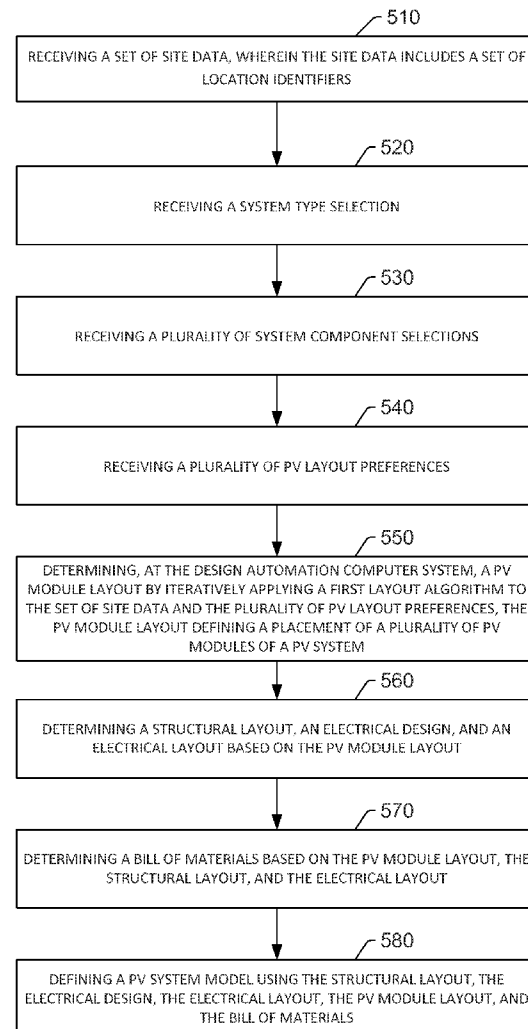 510
RECEIVING A SET OF SITE DATA, WHEREIN THE SITE DATA INCLUDES A SET OF
LOCATION IDENTIFIERS
520
RECEIVING A SYSTEM TYPE SELECTION
530
RECEIVING A PLURALITY OF SYSTEM COMPONENT SELECTIONS
540
RECEIVING A PLURALITY OF PV LAYOUT PREFERENCES
550
DETERMINING, AT THE DESIGN AUTOMATION COMPUTER SYSTEM, A PV
MODULE LAYOUT BY ITERATIVELY APPLYING A FIRST LAYOUT ALGORITHM TO
THE SET OF SITE DATA AND THE PLURALITY OF PV LAYOUT PREFERENCES, THE
PV MODULE LAYOUT DEFINING A PLACEMENT OF A PLURALITY OF PV
MODULES OF A PV SYSTEM
560
DETERMINING A STRUCTURAL LAYOUT, AN ELECTRICAL DESIGN, AND AN
ELECTRICAL LAYOUT BASED ON THE PV MODULE LAYOUT
570
DETERMINING A BILL OF MATERIALS BASED ON THE PV MODULE LAYOUT, THE
STRUCTURAL LAYOUT, AND THE ELECTRICAL LAYOUT
580
DEFINING A PV SYSTEM MODEL USING THE STRUCTURAL LAYOUT, THE
ELECTRICAL DESIGN, THE ELECTRICAL LAYOUT, THE PV MODULE LAYOUT, AND
THE BILL OF MATERIALS